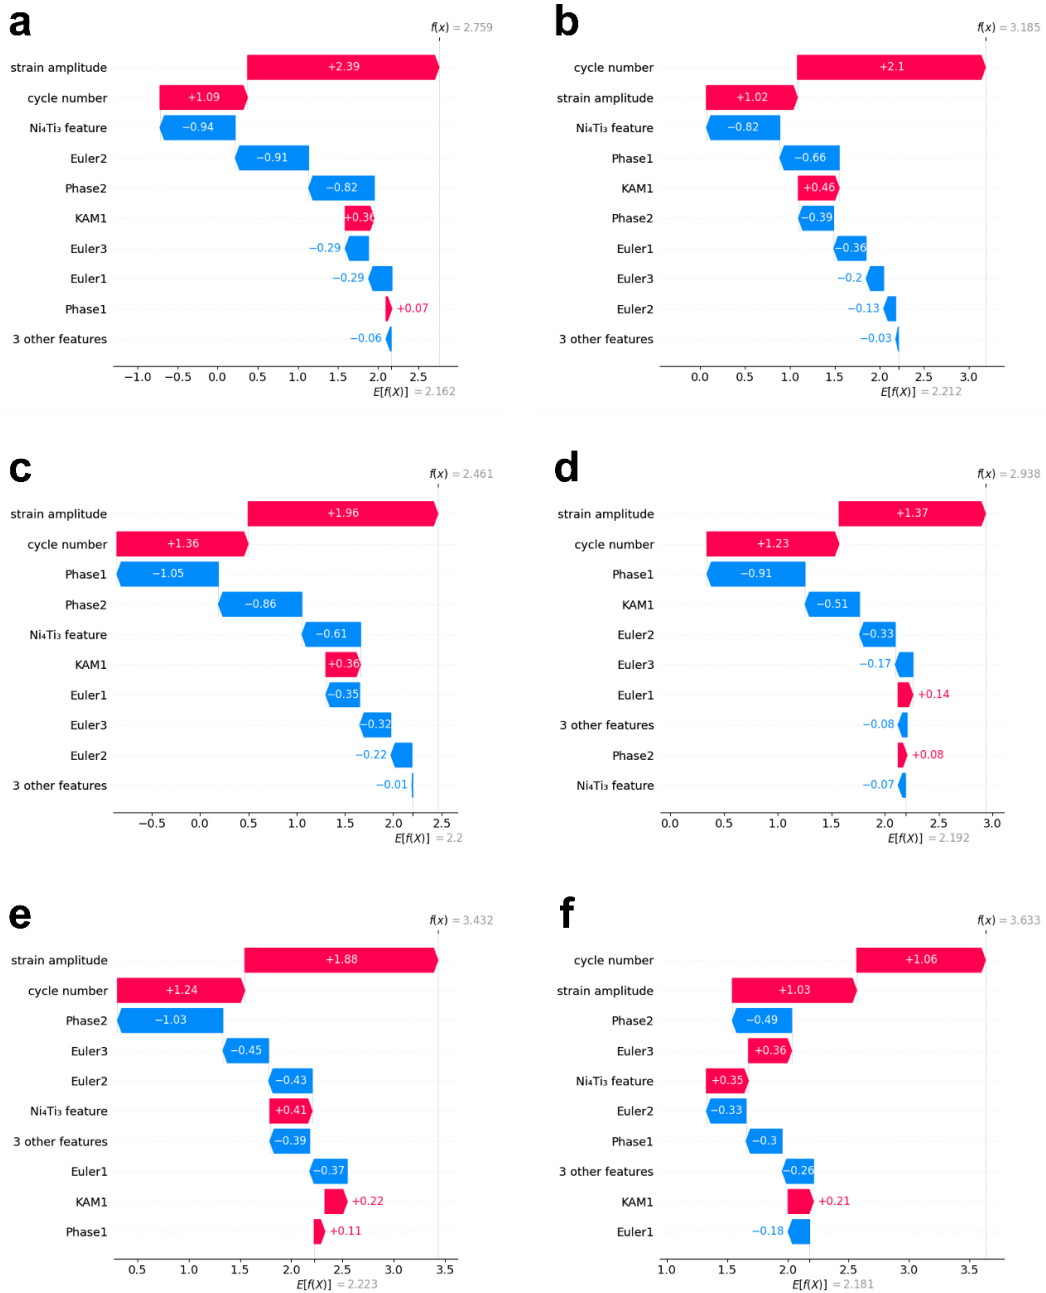 a
f(x) = 2.759
strain amplitude +2.39
cycle number +1.09
Ni₄Ti₃ feature −0.94
Euler2 −0.91
Phase2 −0.82
KAM1 +0.36
Euler3 −0.29
Euler1 −0.29
Phase1 +0.07
3 other features −0.06
−1.0 −0.5 0.0 0.5 1.0 1.5 2.0 2.5
E[f(X)] = 2.162
b
f(x) = 3.185
cycle number +2.1
strain amplitude +1.02
Ni₄Ti₃ feature −0.82
Phase1 −0.66
KAM1 +0.46
Phase2 −0.39
Euler1 −0.36
Euler3 −0.2
Euler2 −0.13
3 other features −0.03
0.0 0.5 1.0 1.5 2.0 2.5 3.0
E[f(X)] = 2.212
c
f(x) = 2.461
strain amplitude +1.96
cycle number +1.36
Phase1 −1.05
Phase2 −0.86
Ni₄Ti₃ feature −0.61
KAM1 +0.36
Euler1 −0.35
Euler3 −0.32
Euler2 −0.22
3 other features −0.01
−0.5 0.0 0.5 1.0 1.5 2.0 2.5
E[f(X)] = 2.2
d
f(x) = 2.938
strain amplitude +1.37
cycle number +1.23
Phase1 −0.91
KAM1 −0.51
Euler2 −0.33
Euler3 −0.17
Euler1 +0.14
3 other features −0.08
Phase2 +0.08
Ni₄Ti₃ feature −0.07
0.0 0.5 1.0 1.5 2.0 2.5 3.0
E[f(X)] = 2.192
e
f(x) = 3.432
strain amplitude +1.88
cycle number +1.24
Phase2 −1.03
Euler3 −0.45
Euler2 −0.43
Ni₄Ti₃ feature +0.41
3 other features −0.39
Euler1 −0.37
KAM1 +0.22
Phase1 +0.11
0.5 1.0 1.5 2.0 2.5 3.0 3.5
E[f(X)] = 2.223
f
f(x) = 3.633
cycle number +1.06
strain amplitude +1.03
Phase2 −0.49
Euler3 +0.36
Ni₄Ti₃ feature +0.35
Euler2 −0.33
Phase1 −0.3
3 other features −0.26
KAM1 +0.21
Euler1 −0.18
1.0 1.5 2.0 2.5 3.0 3.5
E[f(X)] = 2.181